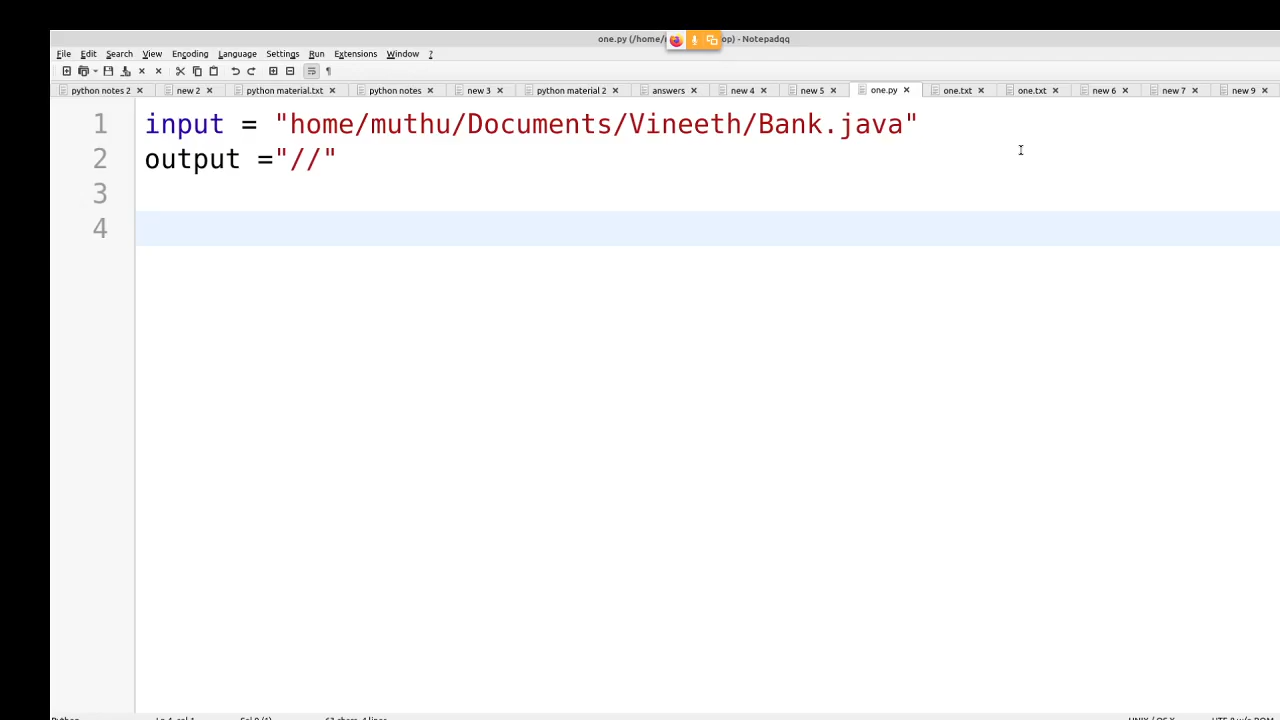 one.py (/home/ op) - Notepadqq
File Edit Search View Encoding Language Settings Run Extensions Window ?
python notes 2 new 2 python material.txt python notes new 3 python material 2 answers new 4 new 5 one.py one.txt one.txt new 6 new 7 new 9
1 input = "home/muthu/Documents/Vineeth/Bank.java"
2 output ="//"
3
4